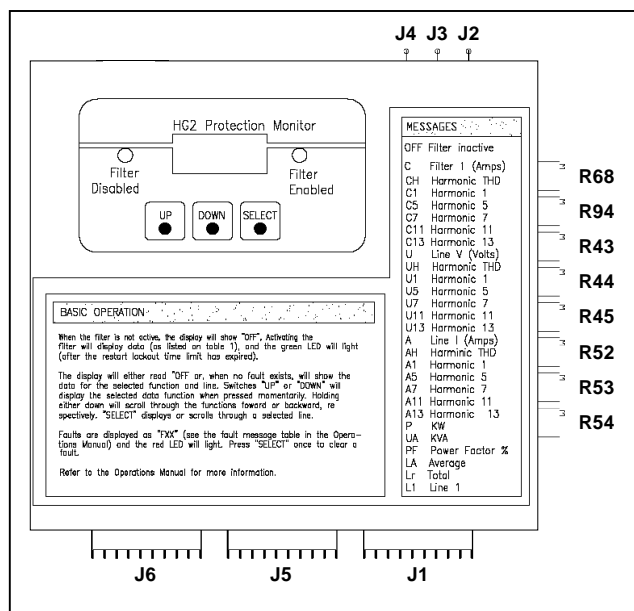 J4 J3 J2
HG2 Protection Monitor
Filter
Disabled
Filter
Enabled
UP DOWN SELECT
MESSAGES
OFF Filter inactive
C Filter 1 (Amps)
CH Harmonic THD
C1 Harmonic 1
C5 Harmonic 5
C7 Harmonic 7
C11 Harmonic 11
C13 Harmonic 13
U Line V (Volts)
UH Harmonic THD
U1 Harmonic 1
U5 Harmonic 5
U7 Harmonic 7
U11 Harmonic 11
U13 Harmonic 13
A Line I (Amps)
AH Harminic THD
A1 Harmonic 1
A5 Harmonic 5
A7 Harmonic 7
A11 Harmonic 11
A13 Harmonic 13
P KW
UA KVA
PF Power Factor %
LA Average
Lr Total
L1 Line 1
R68
R94
R43
R44
R45
R52
R53
R54
BASIC OPERATION
When the filter is not active, the display will show "OFF". Activating the
filter will display data (as listed on table 1), and the green LED will light
(after the restart lockout time limit has expired).
The display will either read "OFF or, when no fault exists, will show the
data for the selected function and line. Switches "UP" or "DOWN" will
display the selected data function when pressed momentarily. Holding
either down will scroll through the functions foward or backward, re
spectively. "SELECT" displays or scrolls through a selected line.
Faults are displayed as "FXX" (see the fault message table in the Opera-
tions Manual) and the red LED will light. Press "SELECT" once to clear a
fault.
Refer to the Operations Manual for more information.
J6 J5 J1